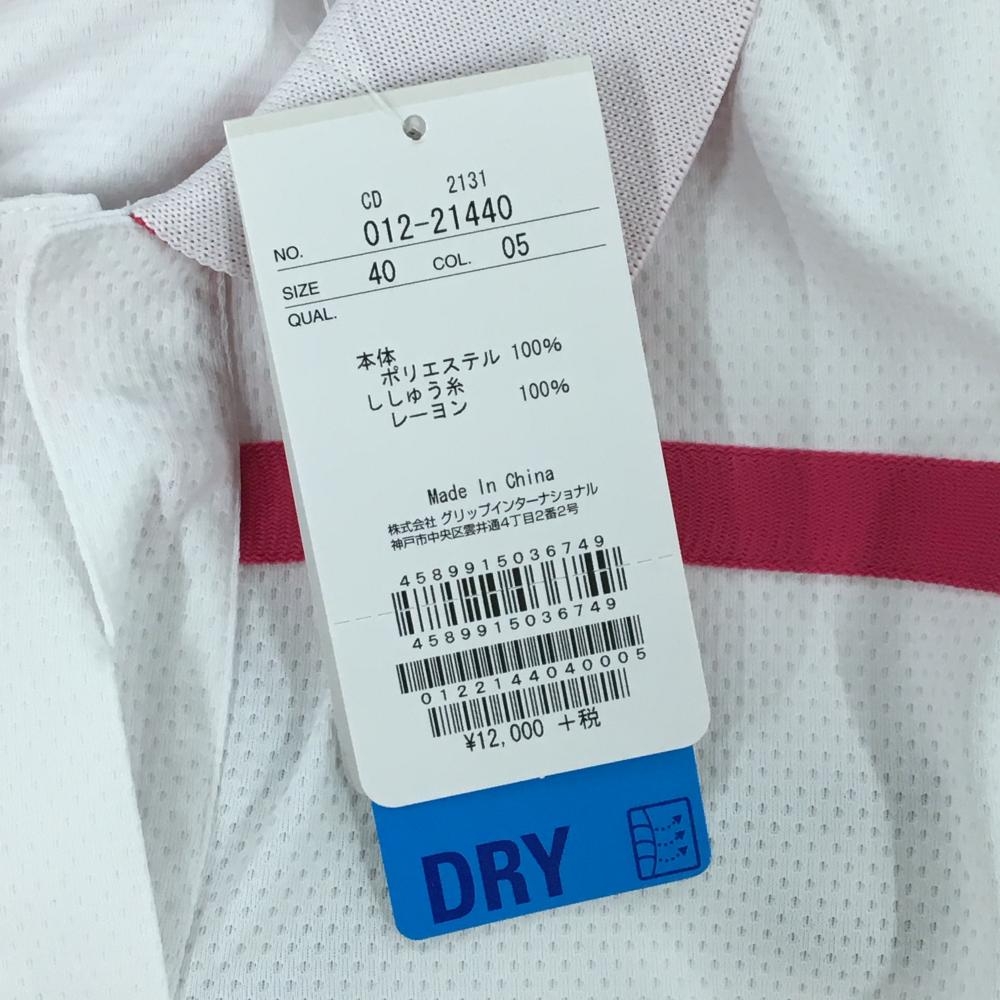 CD 2131
NO. 012-21440
SIZE 40 COL. 05
QUAL.
本体
ポリエステル 100%
ししゅう糸
レーヨン 100%
Made In China
株式会社 グリップインターナショナル
神戸市中央区雲井通4丁目2番2号
4589915036749
4589915036749
0122144040005
¥12,000 +税
DRY